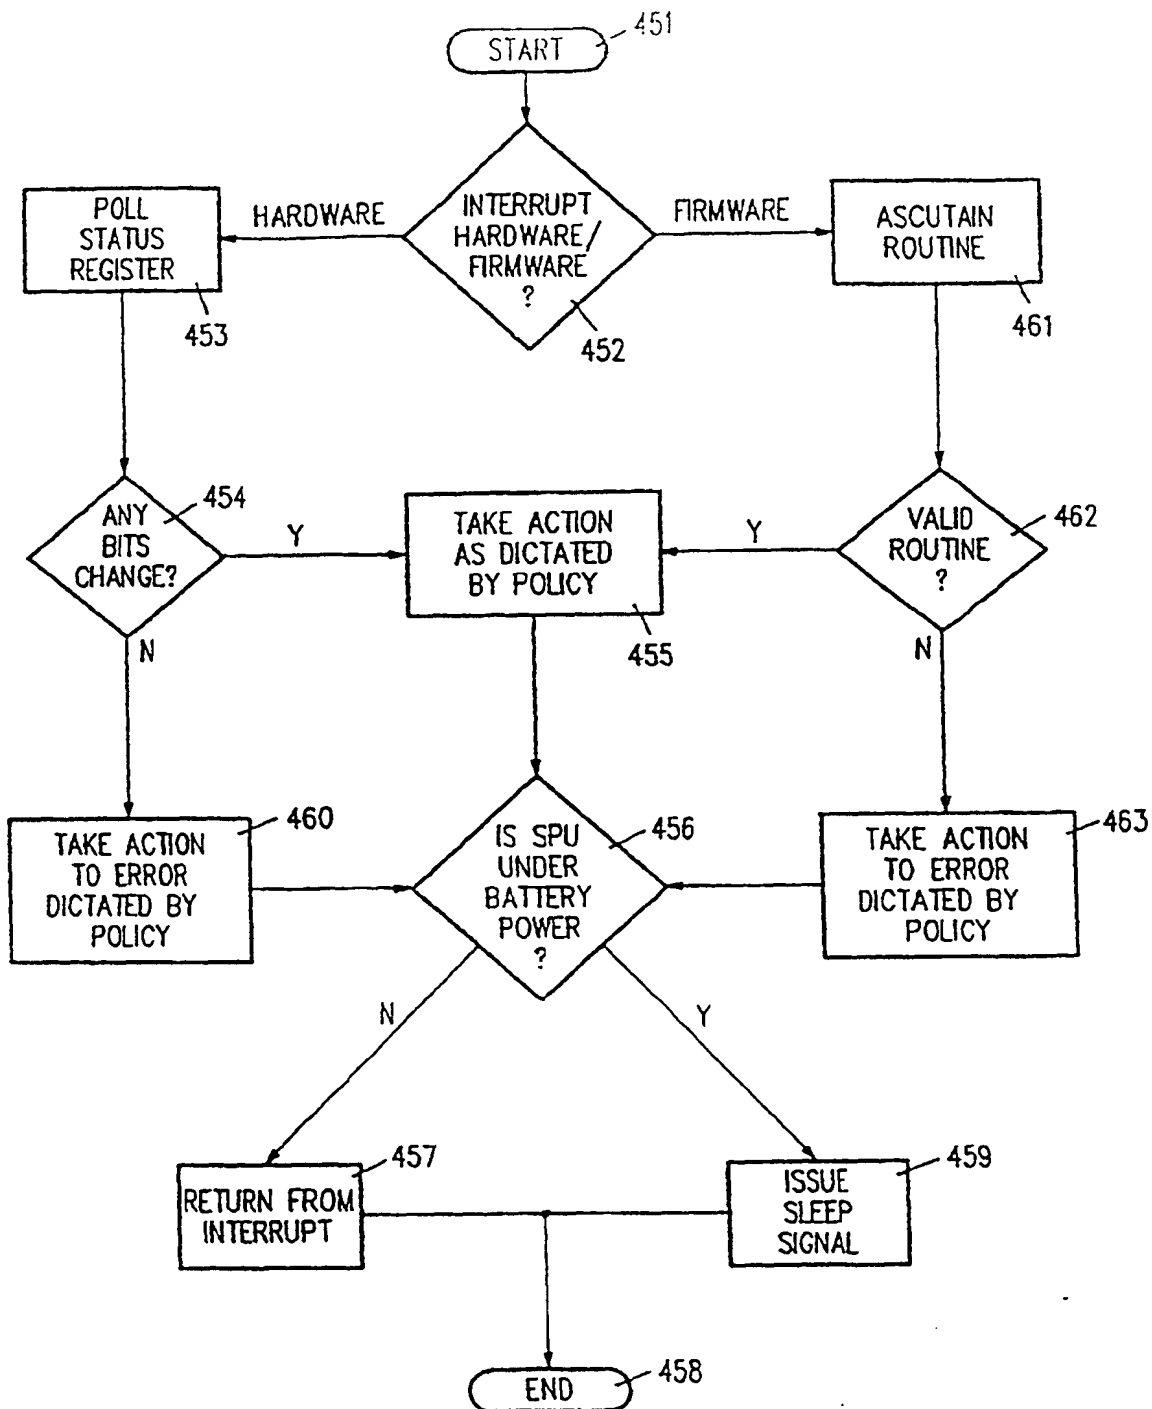 START
451
INTERRUPT
HARDWARE/
FIRMWARE
?
452
HARDWARE
FIRMWARE
POLL
STATUS
REGISTER
453
ASCUTAIN
ROUTINE
461
ANY
BITS
CHANGE?
454
Y
N
TAKE ACTION
AS DICTATED
BY POLICY
455
VALID
ROUTINE
?
462
Y
N
TAKE ACTION
TO ERROR
DICTATED BY
POLICY
460
IS SPU
UNDER
BATTERY
POWER
?
456
TAKE ACTION
TO ERROR
DICTATED BY
POLICY
463
N
Y
RETURN FROM
INTERRUPT
457
ISSUE
SLEEP
SIGNAL
459
END
458